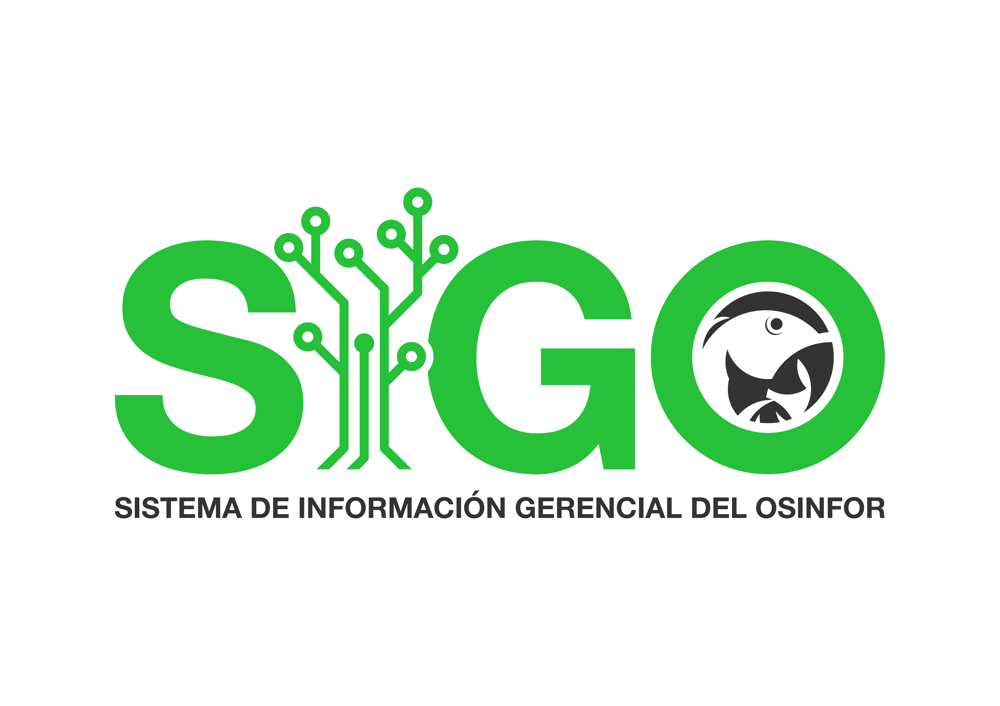 SiGO
SISTEMA DE INFORMACIÓN GERENCIAL DEL OSINFOR